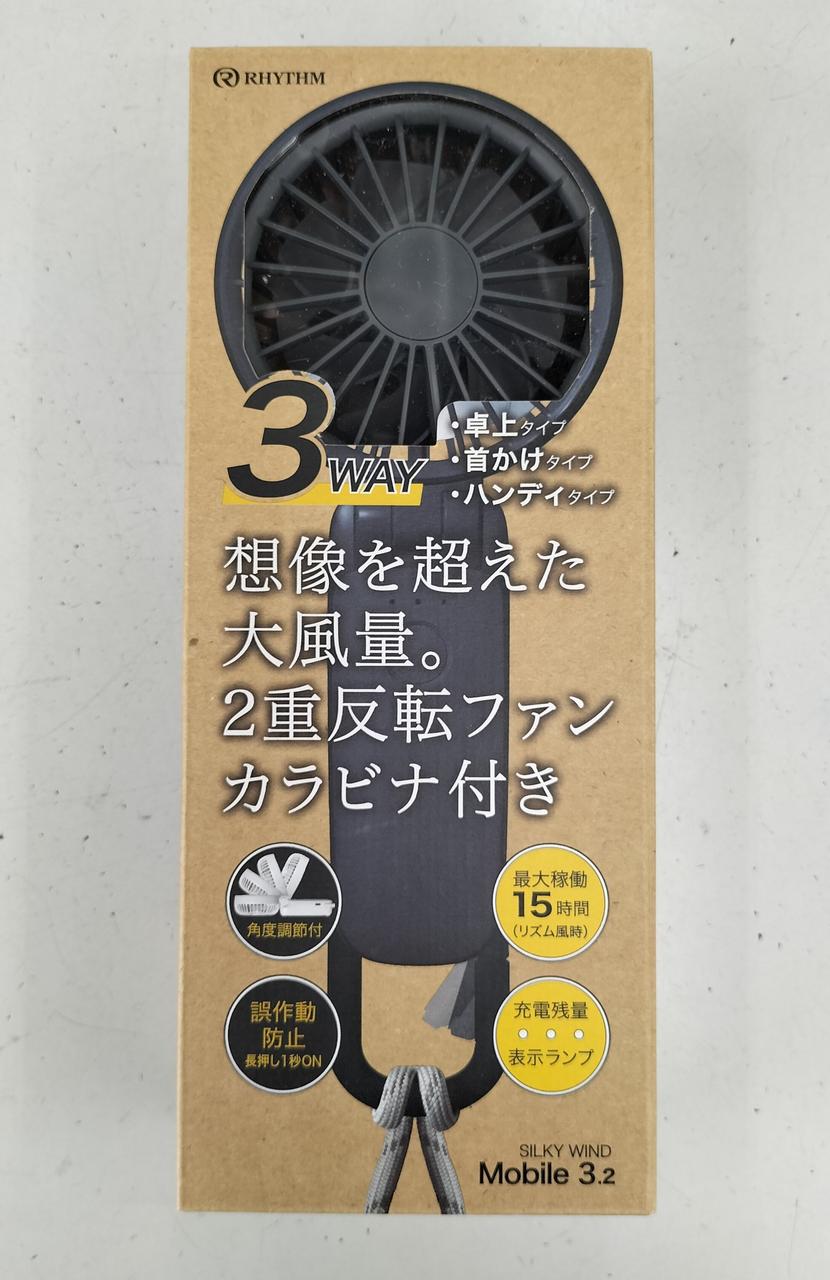 RHYTHM
3WAY
・卓上タイプ
・首かけタイプ
・ハンディタイプ
想像を超えた
大風量。
2重反転ファン
カラビナ付き
角度調節付
最大稼働
15時間
(リズム風時)
誤作動
防止
長押し1秒ON
充電残量
表示ランプ
SILKY WIND
Mobile 3.2